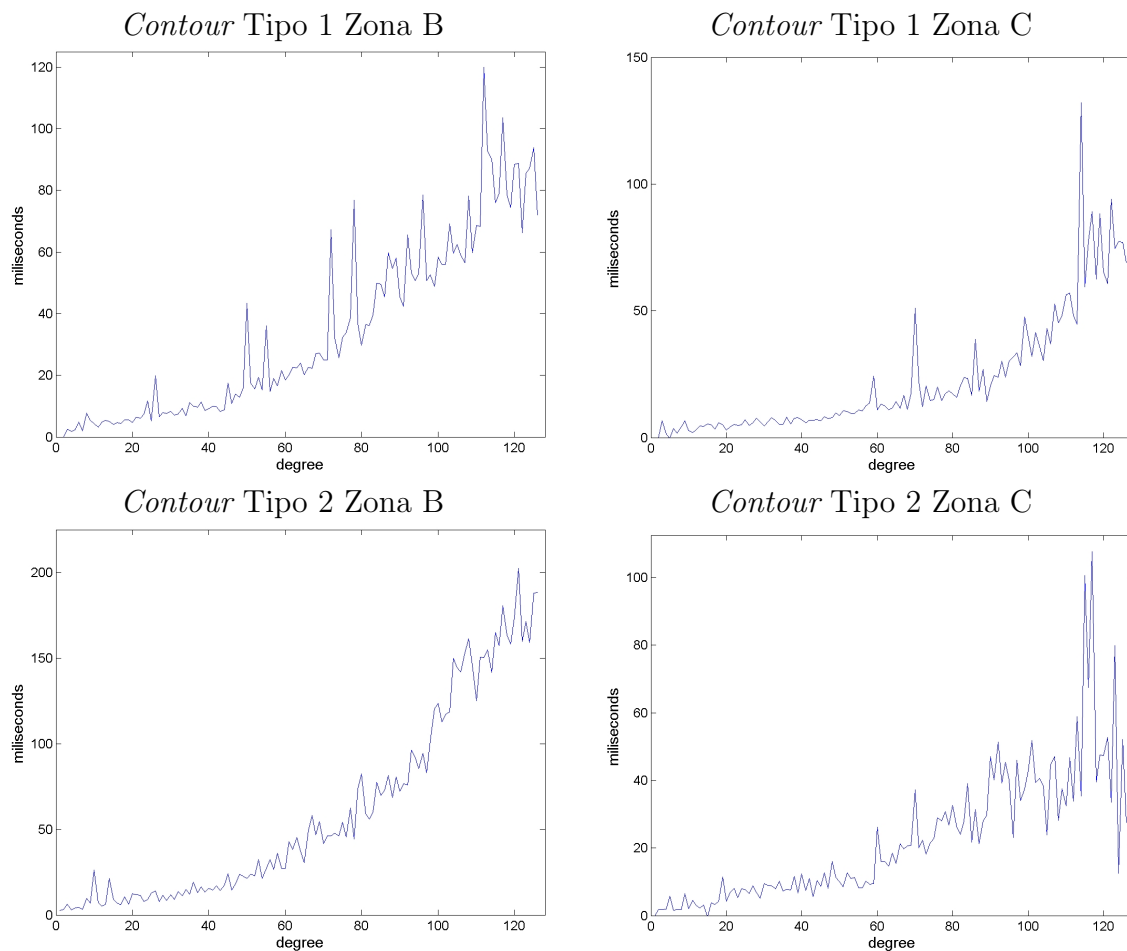 Contour Tipo 1 Zona B
120
100
80
60
40
20
0
0 20 40 60 80 100 120
miliseconds
degree
Contour Tipo 1 Zona C
150
100
50
0
0 20 40 60 80 100 120
miliseconds
degree
Contour Tipo 2 Zona B
200
150
100
50
0
0 20 40 60 80 100 120
miliseconds
degree
Contour Tipo 2 Zona C
100
80
60
40
20
0
0 20 40 60 80 100 120
miliseconds
degree